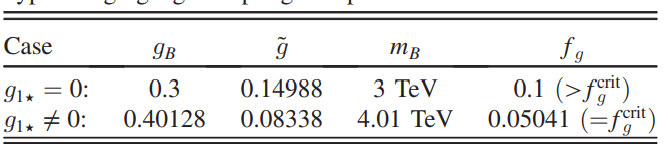 Case g_B g̃ m_B f_g
g_{1⋆} = 0: 0.3 0.14988 3 TeV 0.1 (>f_g^{crit})
g_{1⋆} ≠ 0: 0.40128 0.08338 4.01 TeV 0.05041 (=f_g^{crit})